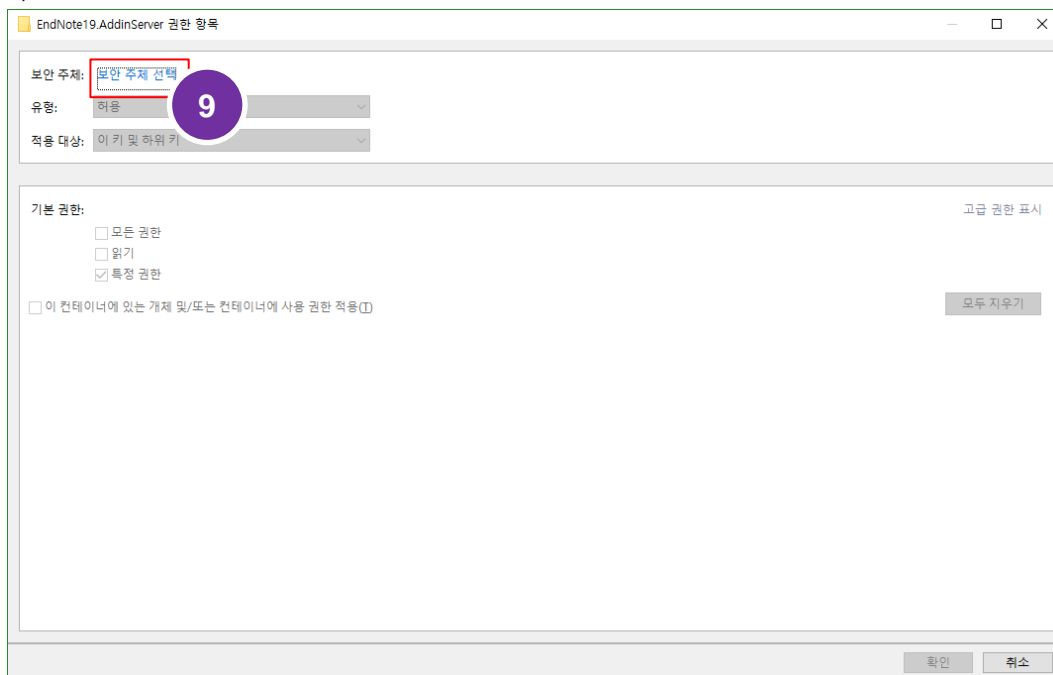 EndNote19.AddinServer 권한 항목
보안 주체: 보안 주체 선택
9
유형: 허용
적용 대상: 이 키 및 하위 키
기본 권한:
고급 권한 표시
모든 권한
읽기
특정 권한
이 컨테이너에 있는 개체 및/또는 컨테이너에 사용 권한 적용(T)
모두 지우기
확인
취소